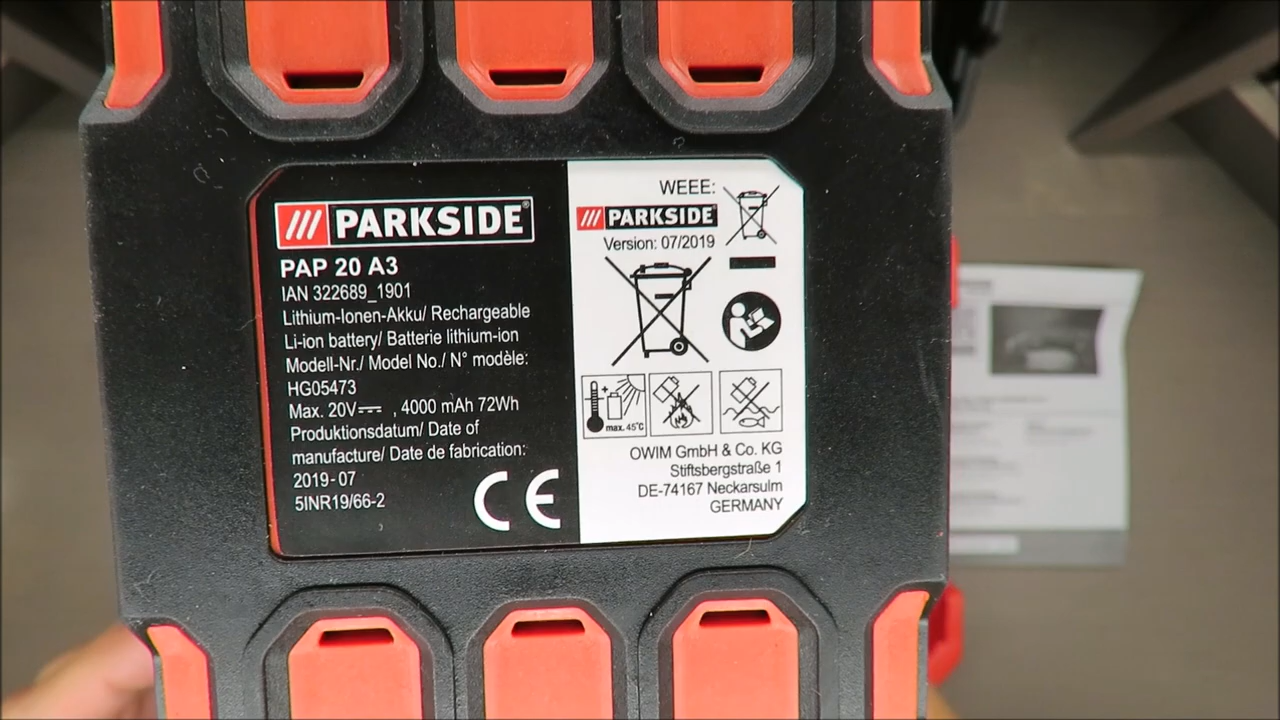 PARKSIDE®
PAP 20 A3
IAN 322689_1901
Lithium-Ionen-Akku/ Rechargeable
Li-ion battery/ Batterie lithium-ion
Modell-Nr./ Model No./ N° modèle:
HG05473
Max. 20V⎓ , 4000 mAh 72Wh
Produktionsdatum/ Date of
manufacture/ Date de fabrication:
2019-07
5INR19/66-2
CE
WEEE:
PARKSIDE
Version: 07/2019
max. 45°C
OWIM GmbH & Co. KG
Stiftsbergstraße 1
DE-74167 Neckarsulm
GERMANY